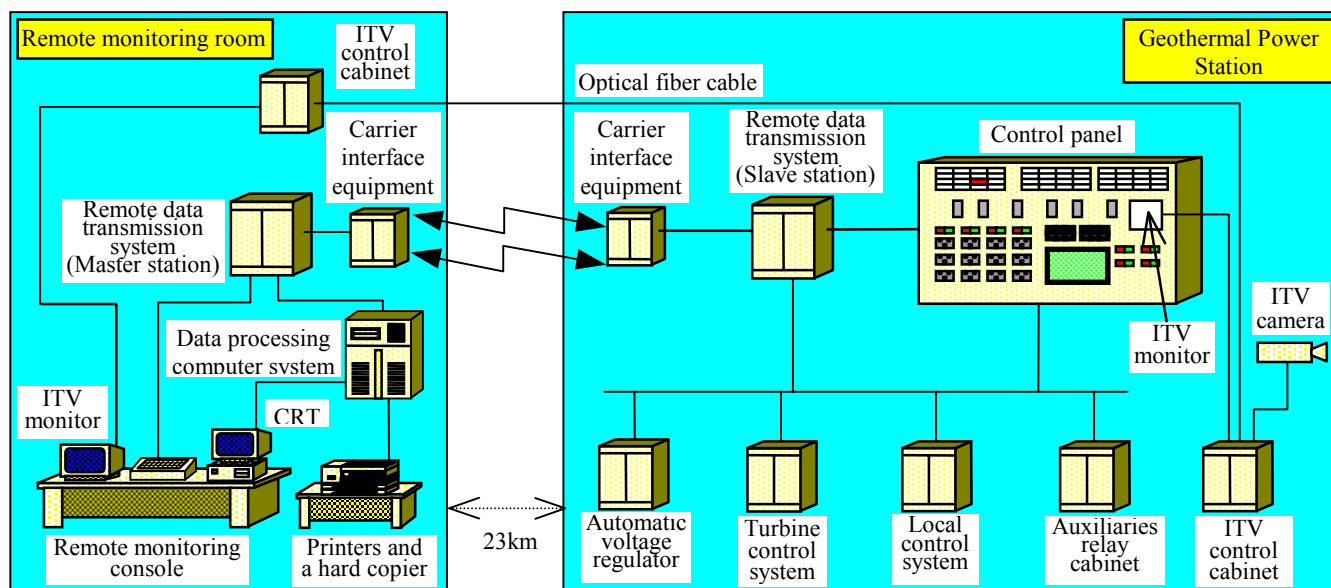 Remote monitoring room
ITV
control
cabinet
Carrier
interface
equipment
Remote data
transmission
system
(Master station)
Data processing
computer system
ITV
monitor
CRT
Remote monitoring
console
Printers and
a hard copier
23km
Geothermal Power
Station
Optical fiber cable
Carrier
interface
equipment
Remote data
transmission
system
(Slave station)
Control panel
ITV
monitor
ITV
camera
Automatic
voltage
regulator
Turbine
control
system
Local
control
system
Auxiliaries
relay
cabinet
ITV
control
cabinet